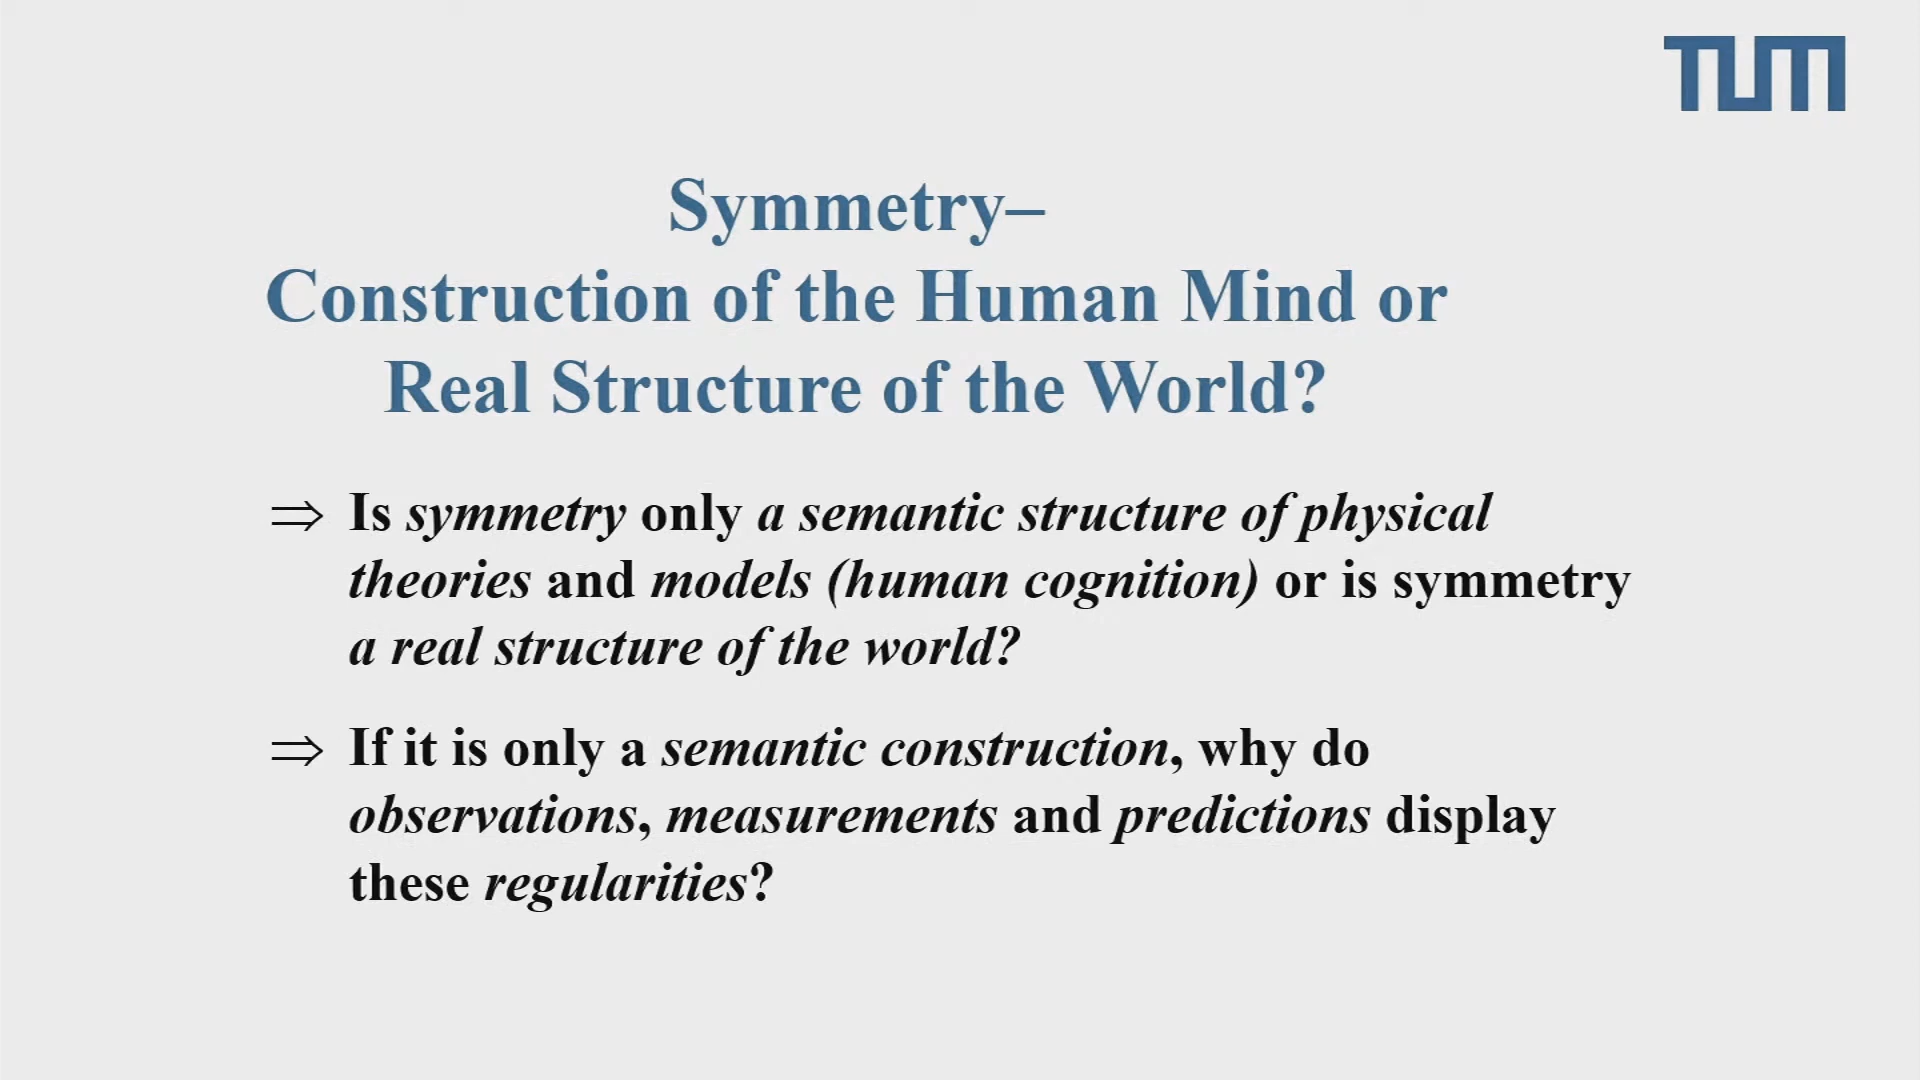 TUM
Symmetry–
Construction of the Human Mind or
Real Structure of the World?
⇒ Is symmetry only a semantic structure of physical
theories and models (human cognition) or is symmetry
a real structure of the world?
⇒ If it is only a semantic construction, why do
observations, measurements and predictions display
these regularities?